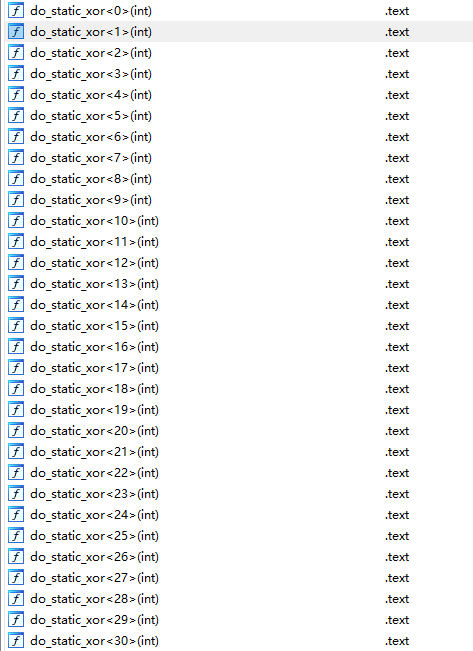 f do_static_xor<0>(int) .text
f do_static_xor<1>(int) .text
f do_static_xor<2>(int) .text
f do_static_xor<3>(int) .text
f do_static_xor<4>(int) .text
f do_static_xor<5>(int) .text
f do_static_xor<6>(int) .text
f do_static_xor<7>(int) .text
f do_static_xor<8>(int) .text
f do_static_xor<9>(int) .text
f do_static_xor<10>(int) .text
f do_static_xor<11>(int) .text
f do_static_xor<12>(int) .text
f do_static_xor<13>(int) .text
f do_static_xor<14>(int) .text
f do_static_xor<15>(int) .text
f do_static_xor<16>(int) .text
f do_static_xor<17>(int) .text
f do_static_xor<18>(int) .text
f do_static_xor<19>(int) .text
f do_static_xor<20>(int) .text
f do_static_xor<21>(int) .text
f do_static_xor<22>(int) .text
f do_static_xor<23>(int) .text
f do_static_xor<24>(int) .text
f do_static_xor<25>(int) .text
f do_static_xor<26>(int) .text
f do_static_xor<27>(int) .text
f do_static_xor<28>(int) .text
f do_static_xor<29>(int) .text
f do_static_xor<30>(int) .text